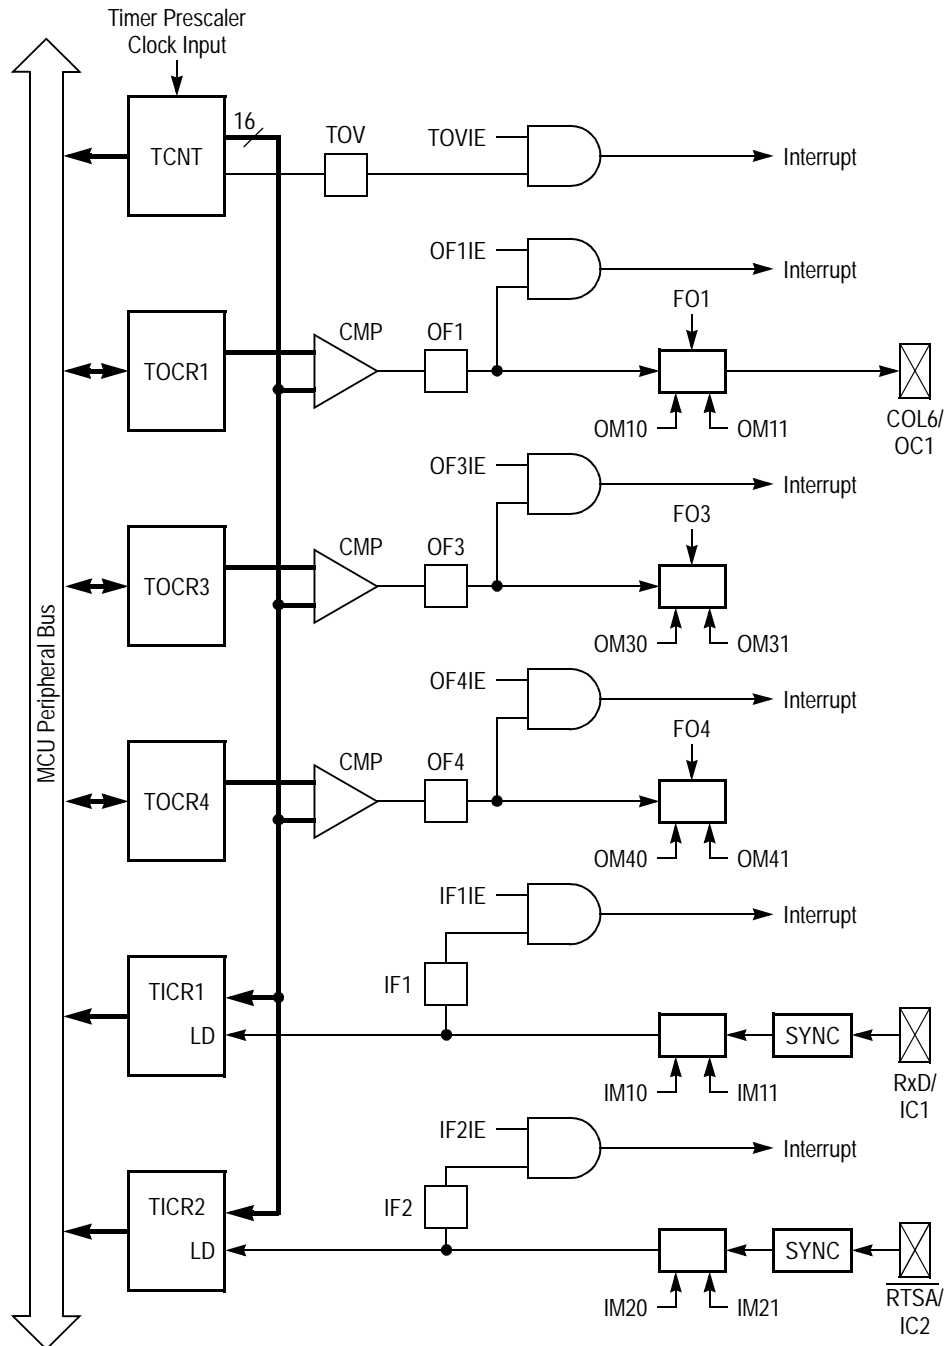 Timer Prescaler
Clock Input
16
TOV
TOVIE
TCNT
Interrupt
OF1IE
Interrupt
FO1
CMP
OF1
TOCR1
COL6/
OC1
OM10
OM11
OF3IE
Interrupt
FO3
CMP
OF3
TOCR3
OM30
OM31
MCU Peripheral Bus
OF4IE
Interrupt
FO4
CMP
OF4
TOCR4
OM40
OM41
IF1IE
Interrupt
IF1
TICR1
LD
SYNC
RxD/
IC1
IM10
IM11
IF2IE
Interrupt
IF2
TICR2
LD
SYNC
RTSA/
IC2
IM20
IM21